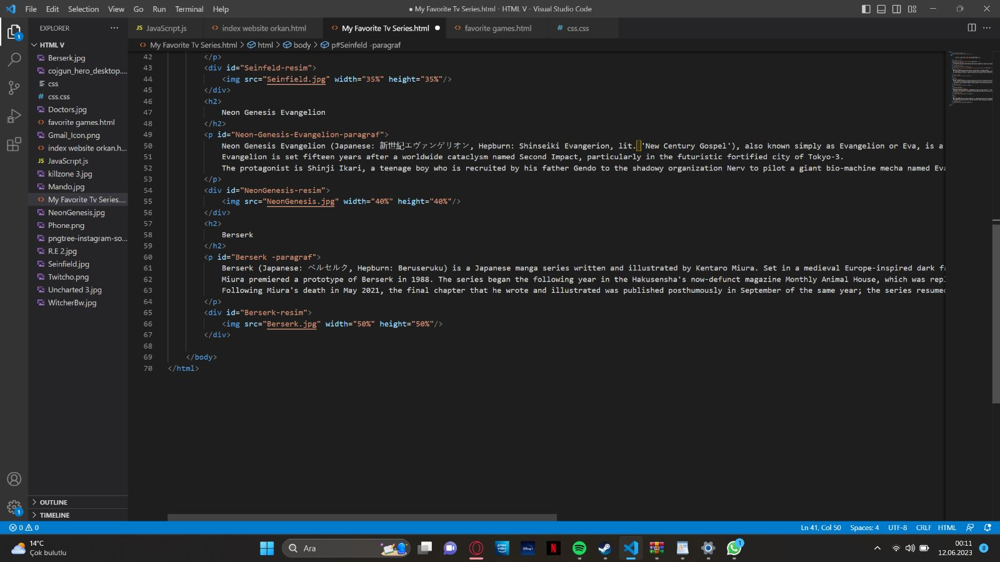 File Edit Selection View Go Run Terminal Help
● My Favorite Tv Series.html - HTML V - Visual Studio Code
EXPLORER
JS JavaScript.js
<> index website orkan.html
<> My Favorite Tv Series.html ●
<> favorite games.html
# css.css
My Favorite Tv Series.html > html > body > p#Seinfeld -paragraf
HTML V
Berserk.jpg
cojgun_hero_desktop....
css
# css.css
Doctors.jpg
<> favorite games.html
Gmail_Icon.png
<> index website orkan.h...
JS JavaScript.js
killzone 3.jpg
Mando.jpg
<> My Favorite Tv Series....
NeonGenesis.jpg
Phone.png
pngtree-instagram-so...
R.E 2.jpg
Seinfield.jpg
Twitcho.png
Uncharted 3.jpg
WitcherBw.jpg
OUTLINE
TIMELINE
42 </p>
43 <div id="Seinfeld-resim">
44 <img src="Seinfield.jpg" width="35%" height="35%"/>
45 </div>
46 <h2>
47 Neon Genesis Evangelion
48 </h2>
49 <p id="Neon-Genesis-Evangelion-paragraf">
50 Neon Genesis Evangelion (Japanese: 新世紀エヴァンゲリオン, Hepburn: Shinseiki Evangerion, lit. 'New Century Gospel'), also known simply as Evangelion or Eva, is a
51 Evangelion is set fifteen years after a worldwide cataclysm named Second Impact, particularly in the futuristic fortified city of Tokyo-3.
52 The protagonist is Shinji Ikari, a teenage boy who is recruited by his father Gendo to the shadowy organization Nerv to pilot a giant bio-machine mecha named Eva
53 </p>
54 <div id="NeonGenesis-resim">
55 <img src="NeonGenesis.jpg" width="40%" height="40%"/>
56 </div>
57 <h2>
58 Berserk
59 </h2>
60 <p id="Berserk -paragraf">
61 Berserk (Japanese: ベルセルク, Hepburn: Beruseruku) is a Japanese manga series written and illustrated by Kentaro Miura. Set in a medieval Europe-inspired dark fa
62 Miura premiered a prototype of Berserk in 1988. The series began the following year in the Hakusensha's now-defunct magazine Monthly Animal House, which was repl
63 Following Miura's death in May 2021, the final chapter that he wrote and illustrated was published posthumously in September of the same year; the series resumed
64 </p>
65 <div id="Berserk-resim">
66 <img src="Berserk.jpg" width="50%" height="50%"/>
67 </div>
68
69 </body>
70 </html>
0 0
Ln 41, Col 50 Spaces: 4 UTF-8 CRLF HTML
14°C
Çok bulutlu
Ara
prime video
Disney+
N
00:11
12.06.2023
8